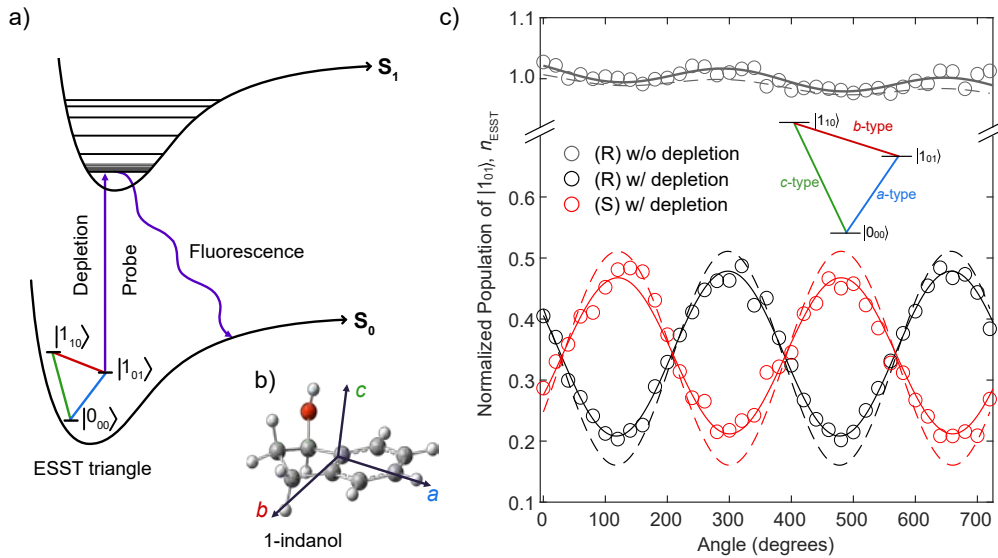 a)
S₁
Depletion
Probe
Fluorescence
S₀
|1₁₀⟩
|1₀₁⟩
|0₀₀⟩
ESST triangle
b)
c
a
b
1-indanol
c)
Normalized Population of |1₀₁⟩, n_ESST
1.1
1.0
0.6
0.5
0.4
0.3
0.2
0.1
(R) w/o depletion
(R) w/ depletion
(S) w/ depletion
|1₁₀⟩
b-type
|1₀₁⟩
c-type
a-type
|0₀₀⟩
0 100 200 300 400 500 600 700
Angle (degrees)